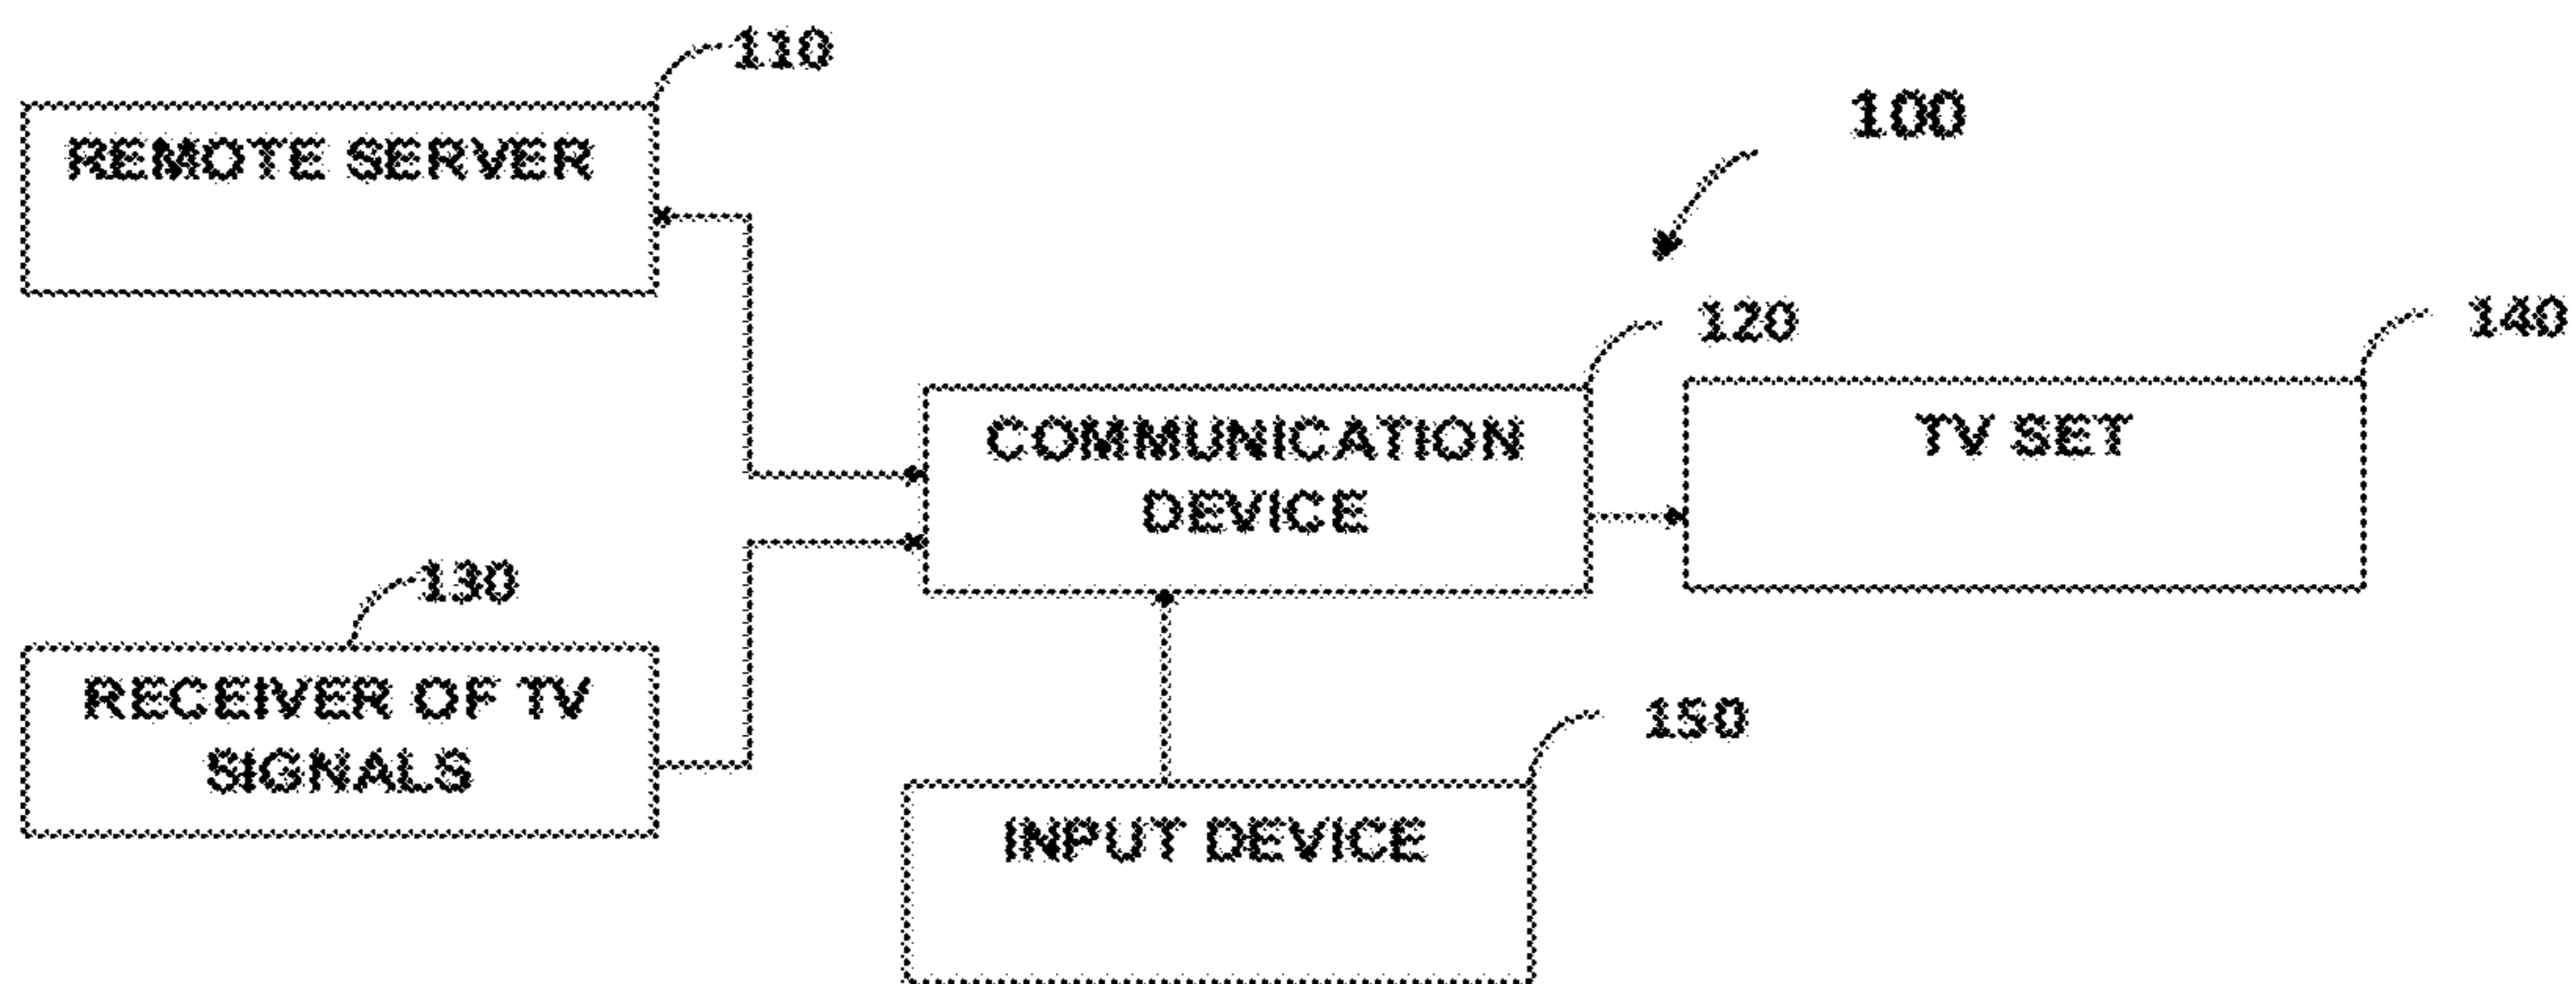 110
REMOTE SERVER
100
120
140
COMMUNICATION
DEVICE
TV SET
130
RECEIVER OF TV
SIGNALS
150
INPUT DEVICE